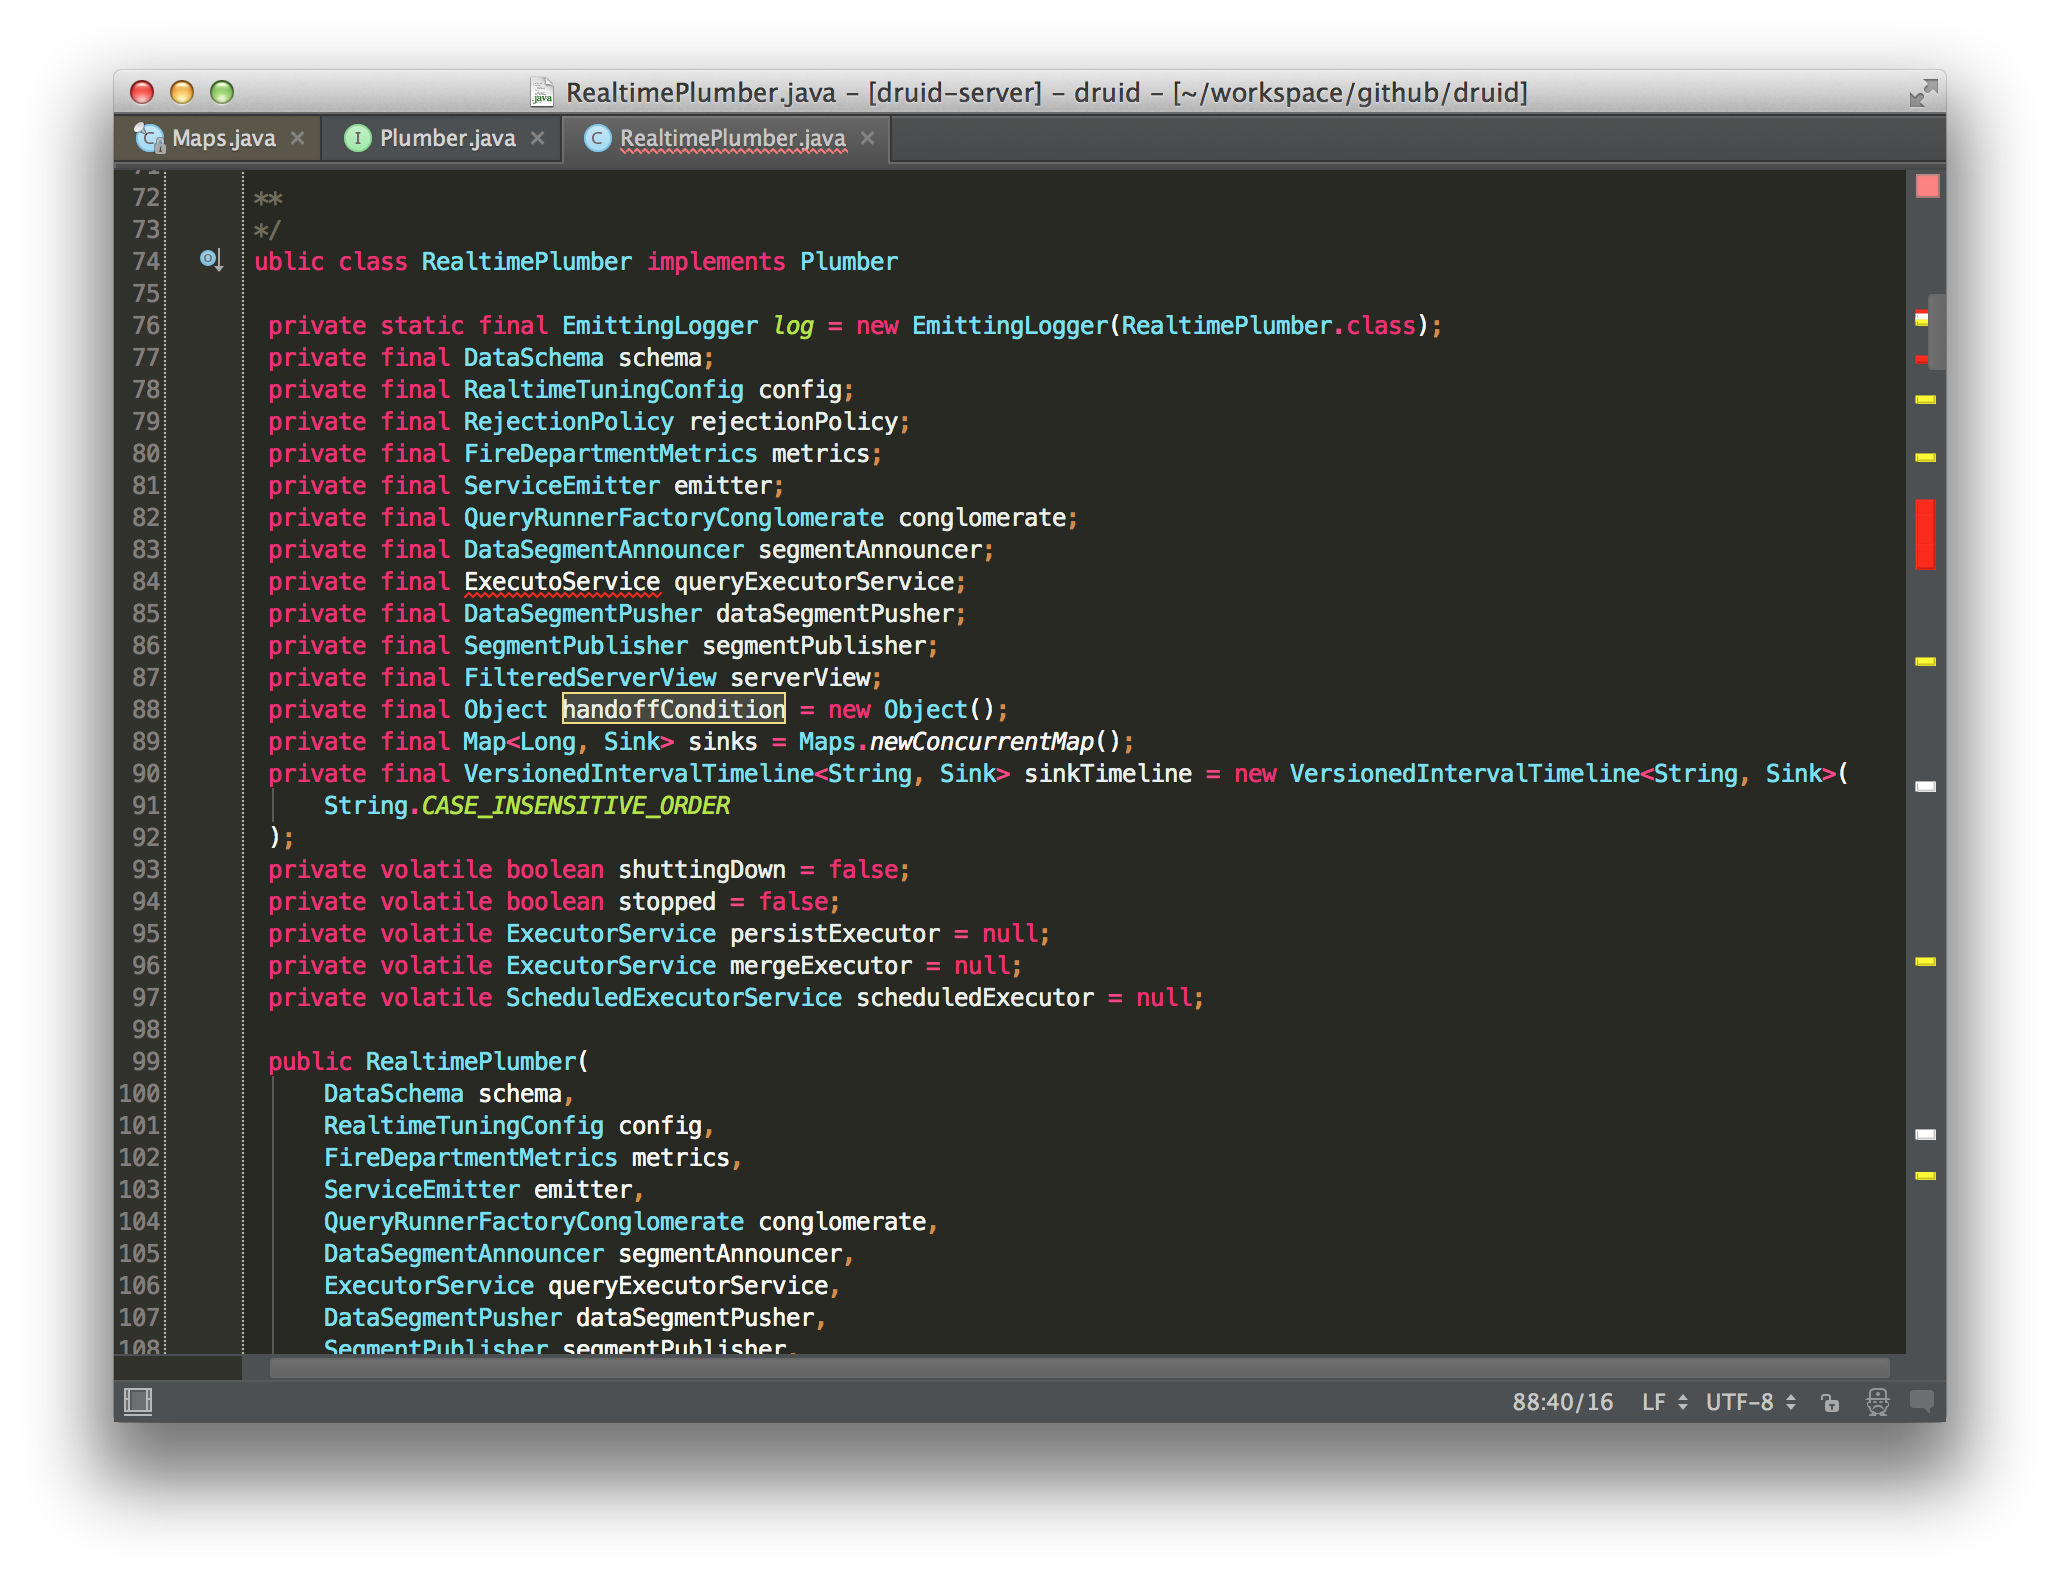 RealtimePlumber.java – [druid-server] – druid – [~/workspace/github/druid]
Maps.java Plumber.java RealtimePlumber.java
71
72 **
73 */
74 ublic class RealtimePlumber implements Plumber
75
76 private static final EmittingLogger log = new EmittingLogger(RealtimePlumber.class);
77 private final DataSchema schema;
78 private final RealtimeTuningConfig config;
79 private final RejectionPolicy rejectionPolicy;
80 private final FireDepartmentMetrics metrics;
81 private final ServiceEmitter emitter;
82 private final QueryRunnerFactoryConglomerate conglomerate;
83 private final DataSegmentAnnouncer segmentAnnouncer;
84 private final ExecutoService queryExecutorService;
85 private final DataSegmentPusher dataSegmentPusher;
86 private final SegmentPublisher segmentPublisher;
87 private final FilteredServerView serverView;
88 private final Object handoffCondition = new Object();
89 private final Map<Long, Sink> sinks = Maps.newConcurrentMap();
90 private final VersionedIntervalTimeline<String, Sink> sinkTimeline = new VersionedIntervalTimeline<String, Sink>(
91 String.CASE_INSENSITIVE_ORDER
92 );
93 private volatile boolean shuttingDown = false;
94 private volatile boolean stopped = false;
95 private volatile ExecutorService persistExecutor = null;
96 private volatile ExecutorService mergeExecutor = null;
97 private volatile ScheduledExecutorService scheduledExecutor = null;
98
99 public RealtimePlumber(
100 DataSchema schema,
101 RealtimeTuningConfig config,
102 FireDepartmentMetrics metrics,
103 ServiceEmitter emitter,
104 QueryRunnerFactoryConglomerate conglomerate,
105 DataSegmentAnnouncer segmentAnnouncer,
106 ExecutorService queryExecutorService,
107 DataSegmentPusher dataSegmentPusher,
108 SegmentPublisher segmentPublisher,
88:40/16 LF UTF-8